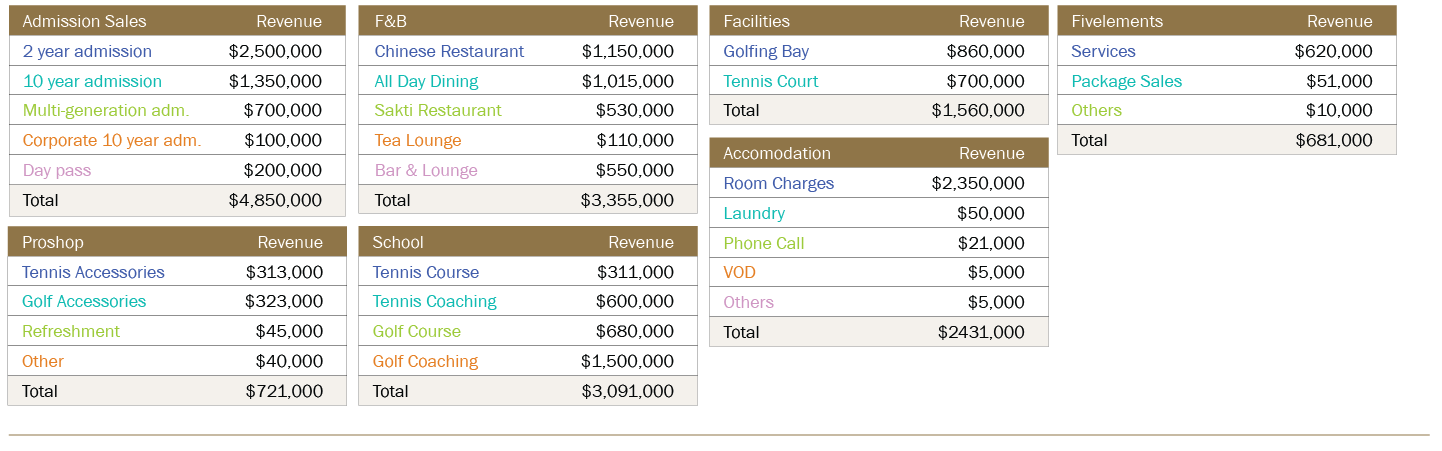 Admission Sales Revenue
2 year admission $2,500,000
10 year admission $1,350,000
Multi-generation adm. $700,000
Corporate 10 year adm. $100,000
Day pass $200,000
Total $4,850,000
F&B Revenue
Chinese Restaurant $1,150,000
All Day Dining $1,015,000
Sakti Restaurant $530,000
Tea Lounge $110,000
Bar & Lounge $550,000
Total $3,355,000
Facilities Revenue
Golfing Bay $860,000
Tennis Court $700,000
Total $1,560,000
Fivelements Revenue
Services $620,000
Package Sales $51,000
Others $10,000
Total $681,000
Accomodation Revenue
Room Charges $2,350,000
Laundry $50,000
Phone Call $21,000
VOD $5,000
Others $5,000
Total $2431,000
Proshop Revenue
Tennis Accessories $313,000
Golf Accessories $323,000
Refreshment $45,000
Other $40,000
Total $721,000
School Revenue
Tennis Course $311,000
Tennis Coaching $600,000
Golf Course $680,000
Golf Coaching $1,500,000
Total $3,091,000